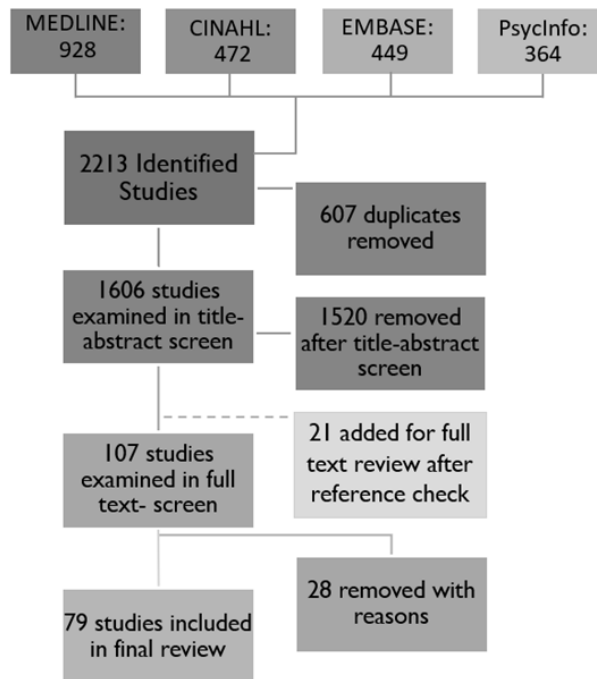 MEDLINE:
928
CINAHL:
472
EMBASE:
449
PsycInfo:
364
2213 Identified
Studies
607 duplicates
removed
1606 studies
examined in title-
abstract screen
1520 removed
after title-abstract
screen
21 added for full
text review after
reference check
107 studies
examined in full
text- screen
28 removed with
reasons
79 studies included
in final review